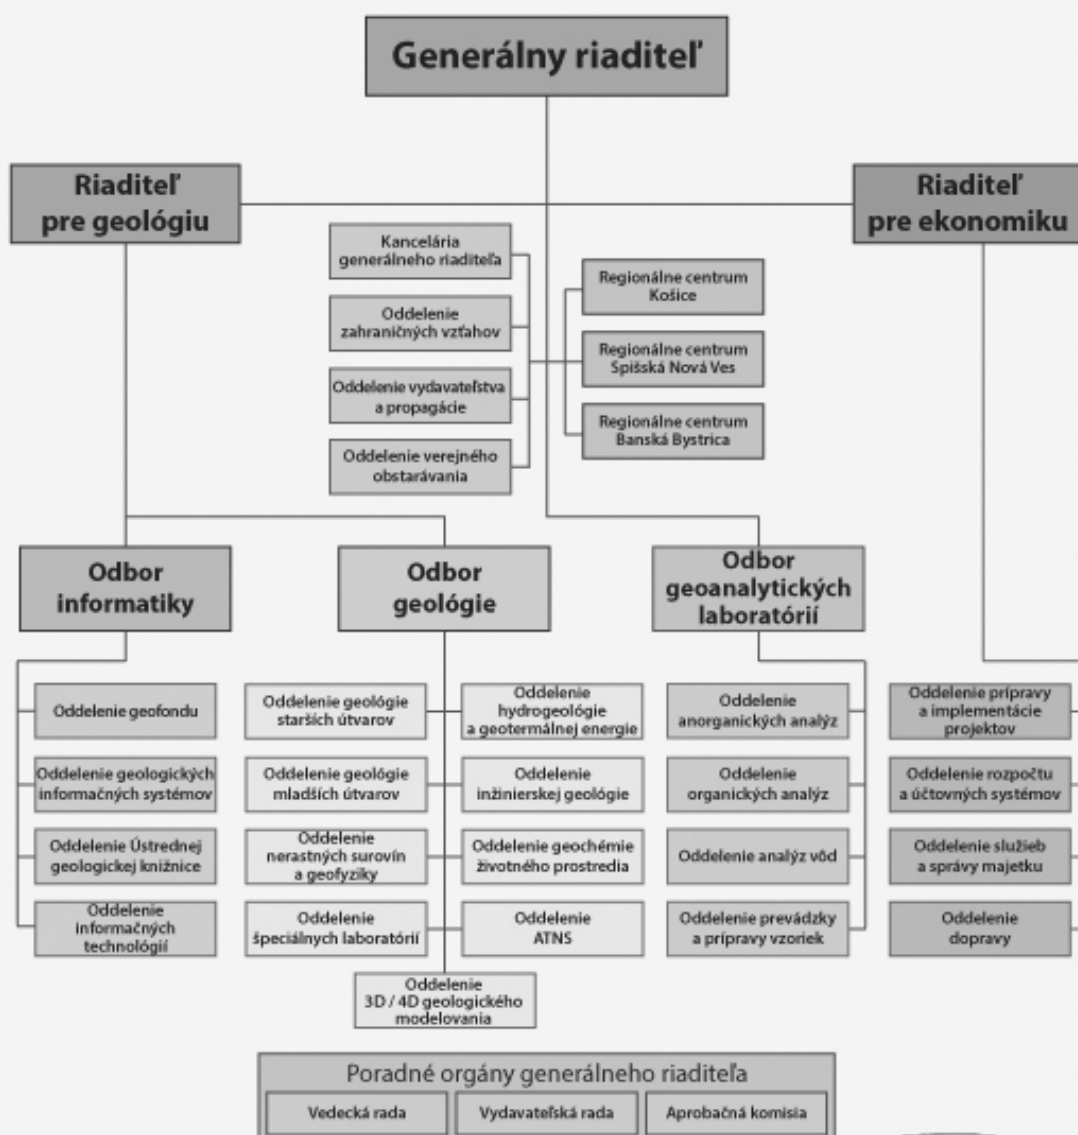 Generálny riaditeľ
Riaditeľ
pre geológiu
Riaditeľ
pre ekonomiku
Kancelária
generálneho riaditeľa
Oddelenie
zahraničných vzťahov
Oddelenie vydavateľstva
a propagácie
Oddelenie verejného
obstarávania
Regionálne centrum
Košice
Regionálne centrum
Spišská Nová Ves
Regionálne centrum
Banská Bystrica
Odbor
informatiky
Odbor
geológie
Odbor
geoanalytických
laboratórií
Oddelenie geofondu
Oddelenie geologických
informačných systémov
Oddelenie Ústrednej
geologickej knižnice
Oddelenie
informačných
technológií
Oddelenie geológie
starších útvarov
Oddelenie geológie
mladších útvarov
Oddelenie
nerastných surovín
a geofyziky
Oddelenie
špeciálnych laboratórií
Oddelenie
hydrogeológie
a geotermálnej energie
Oddelenie
inžinierskej geológie
Oddelenie geochémie
životného prostredia
Oddelenie
ATNS
Oddelenie
3D / 4D geologického
modelovania
Oddelenie
anorganických analýz
Oddelenie
organických analýz
Oddelenie analýz vôd
Oddelenie prevádzky
a prípravy vzoriek
Oddelenie prípravy
a implementácie
projektov
Oddelenie rozpočtu
a účtovných systémov
Oddelenie služieb
a správy majetku
Oddelenie
dopravy
Poradné orgány generálneho riaditeľa
Vedecká rada
Vydavateľská rada
Aprobačná komisia